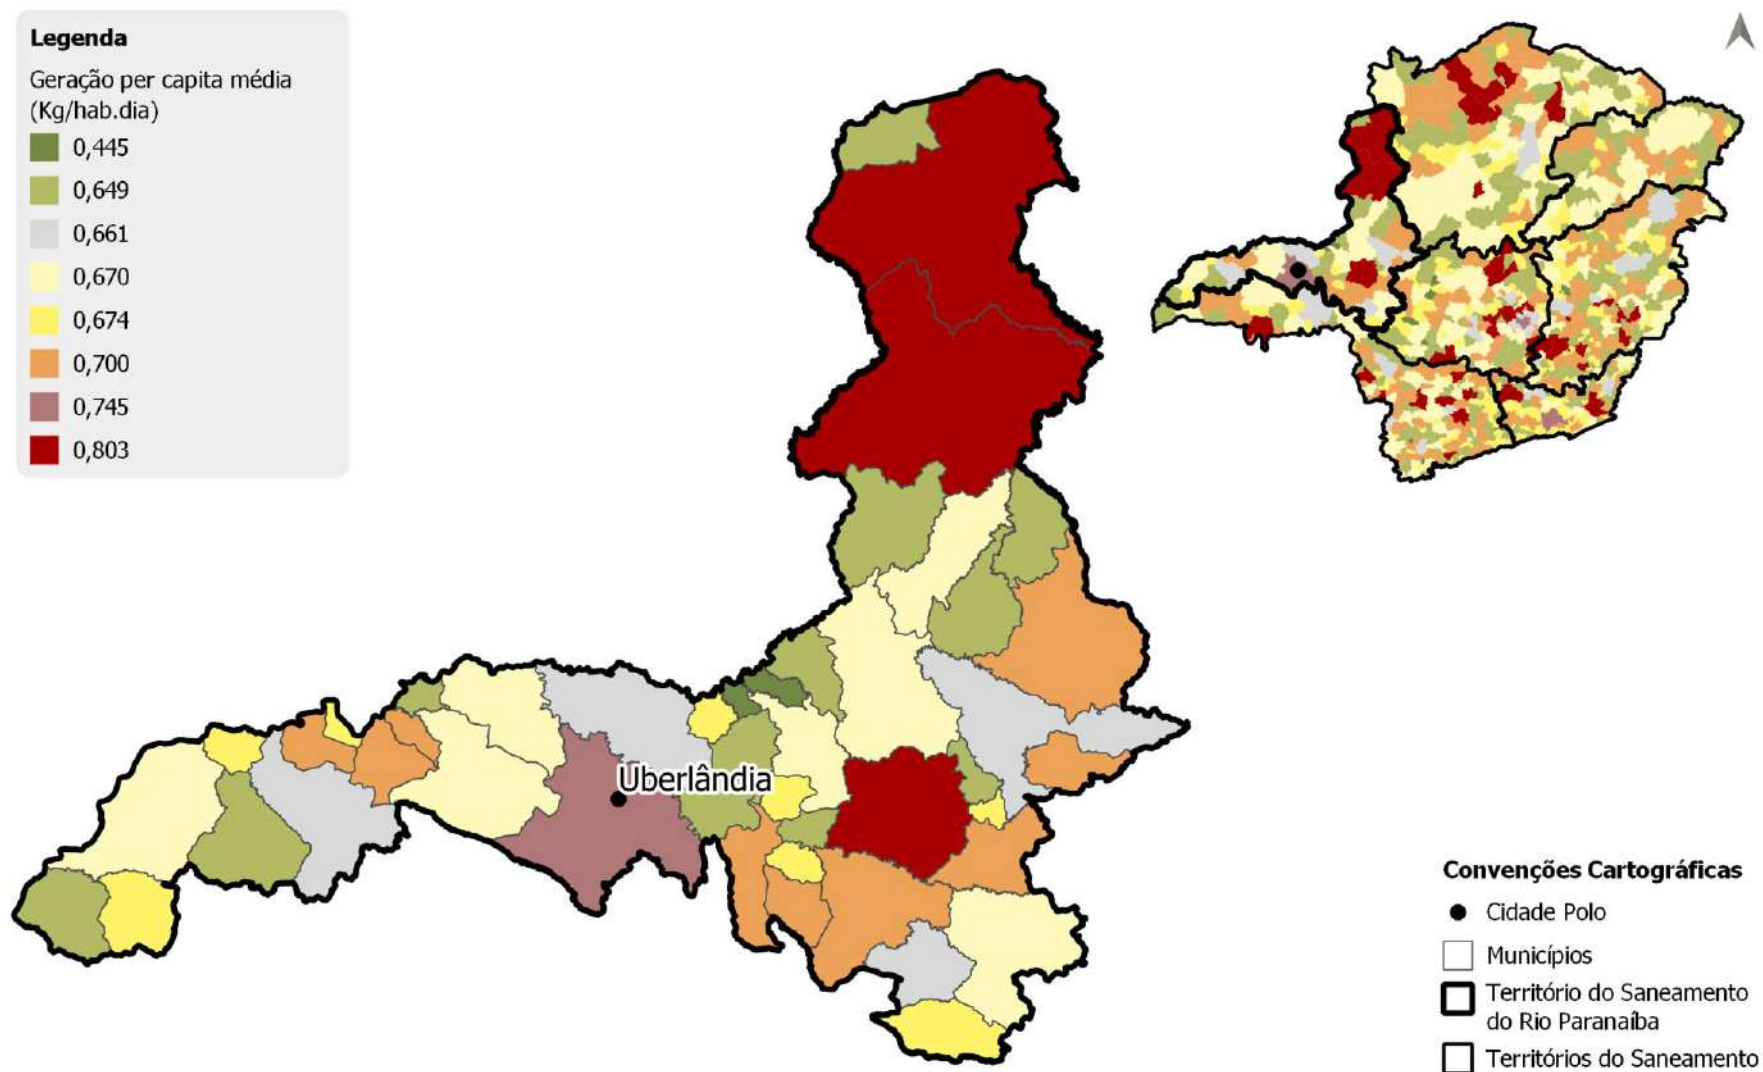 Legenda
Geração per capita média
(Kg/hab.dia)
0,445
0,649
0,661
0,670
0,674
0,700
0,745
0,803
Uberlândia
Convenções Cartográficas
Cidade Polo
Municípios
Território do Saneamento
do Rio Paranaíba
Territórios do Saneamento